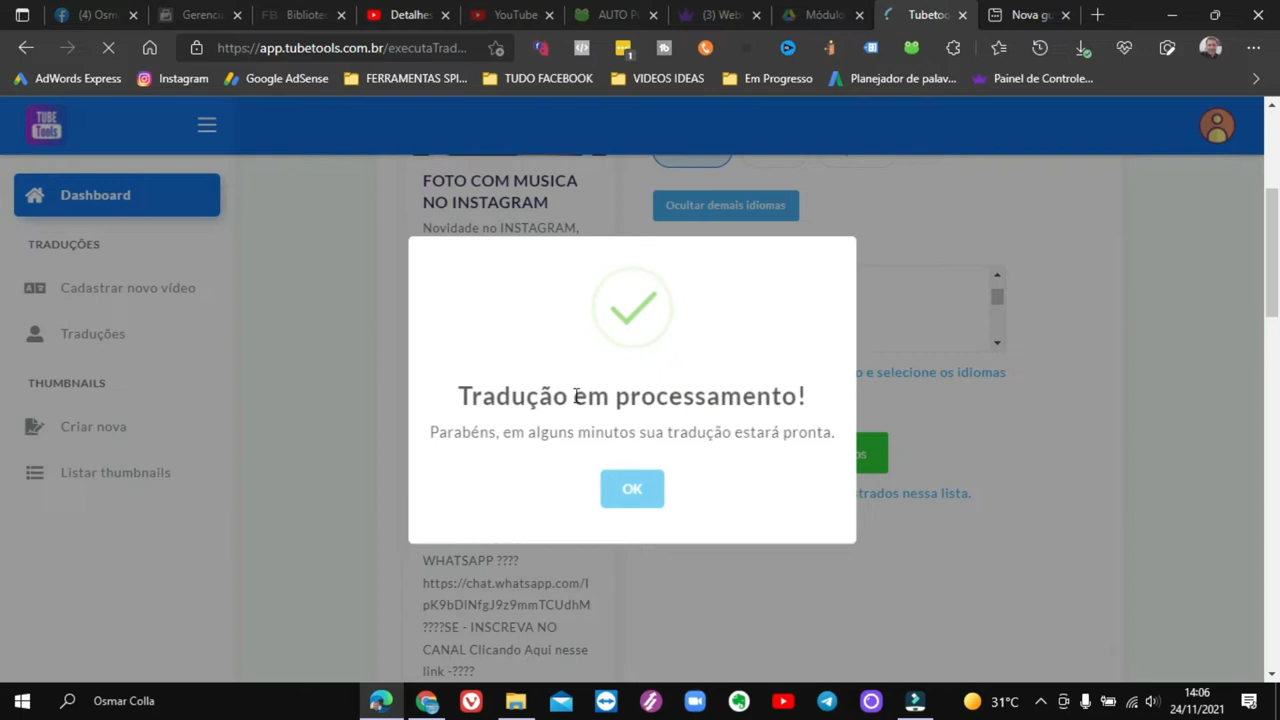 (4) Osm
Gerenci
Bibliote
Detalhes
YouTube
AUTO P
(3) Web
Módulo
Tubetoo
Nova gu
https://app.tubetools.com.br/executaTrad...
AdWords Express
Instagram
Google AdSense
FERRAMENTAS SPI...
TUDO FACEBOOK
VIDEOS IDEAS
Em Progresso
Planejador de palav...
Painel de Controle...
TUBE
Tools
Dashboard
TRADUÇÕES
Cadastrar novo vídeo
Traduções
THUMBNAILS
Criar nova
Listar thumbnails
FOTO COM MUSICA
NO INSTAGRAM
Novidade no INSTAGRAM,
Ocultar demais idiomas
o e selecione os idiomas
os
strados nessa lista.
Tradução em processamento!
Parabéns, em alguns minutos sua tradução estará pronta.
OK
WHATSAPP ????
https://chat.whatsapp.com/I
pK9bDINfgJ9z9mmTCUdhM
????SE - INSCREVA NO
CANAL Clicando Aqui nesse
link -????
Osmar Colla
31°C
14:06
24/11/2021